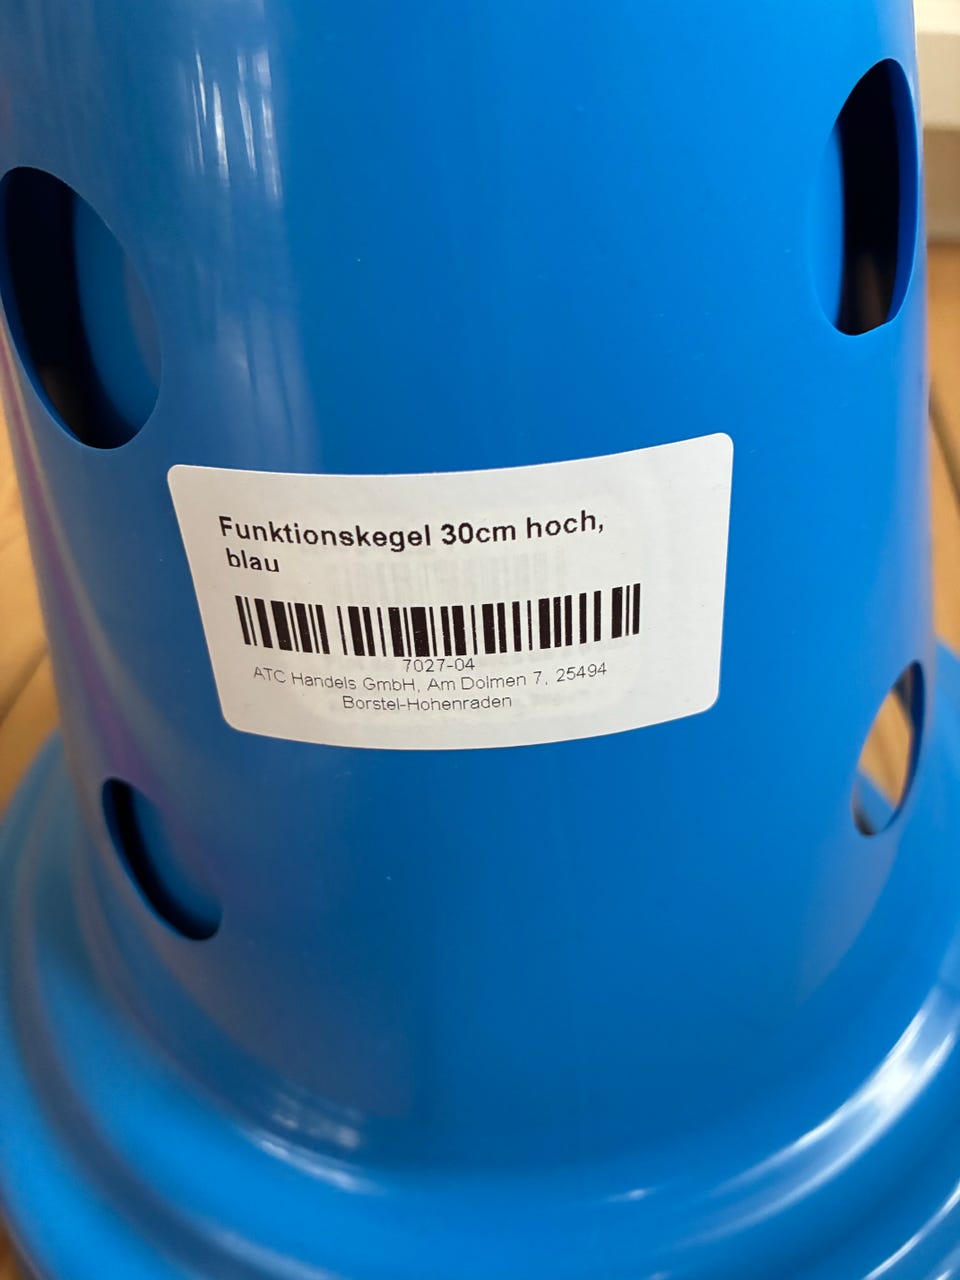 Funktionskegel 30cm hoch,
blau
7027-04
ATC Handels GmbH, Am Dolmen 7, 25494
Borstel-Hohenraden